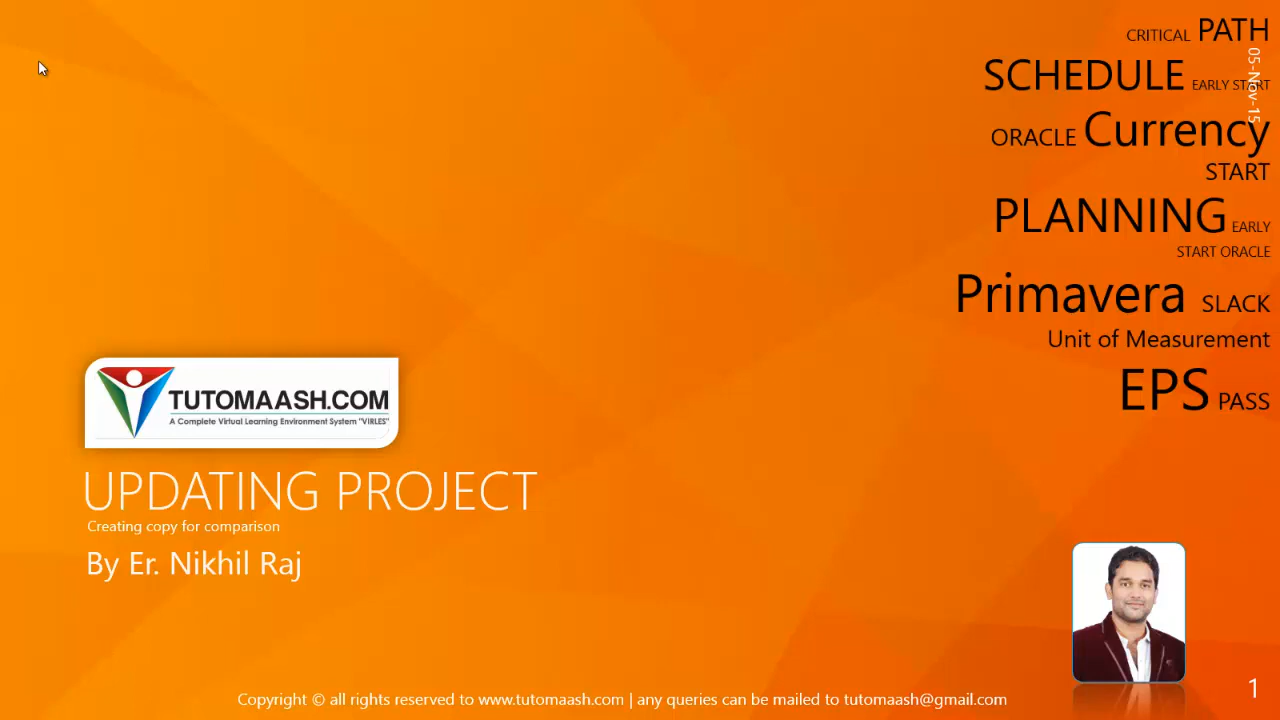 CRITICAL PATH
SCHEDULE EARLY START
ORACLE Currency
START
PLANNING EARLY
START ORACLE
Primavera SLACK
Unit of Measurement
EPS PASS
05-Nov-15
TUTOMAASH.COM
A Complete Virtual Learning Environment System "VIRLES"
UPDATING PROJECT
Creating copy for comparison
By Er. Nikhil Raj
Copyright © all rights reserved to www.tutomaash.com | any queries can be mailed to tutomaash@gmail.com
1